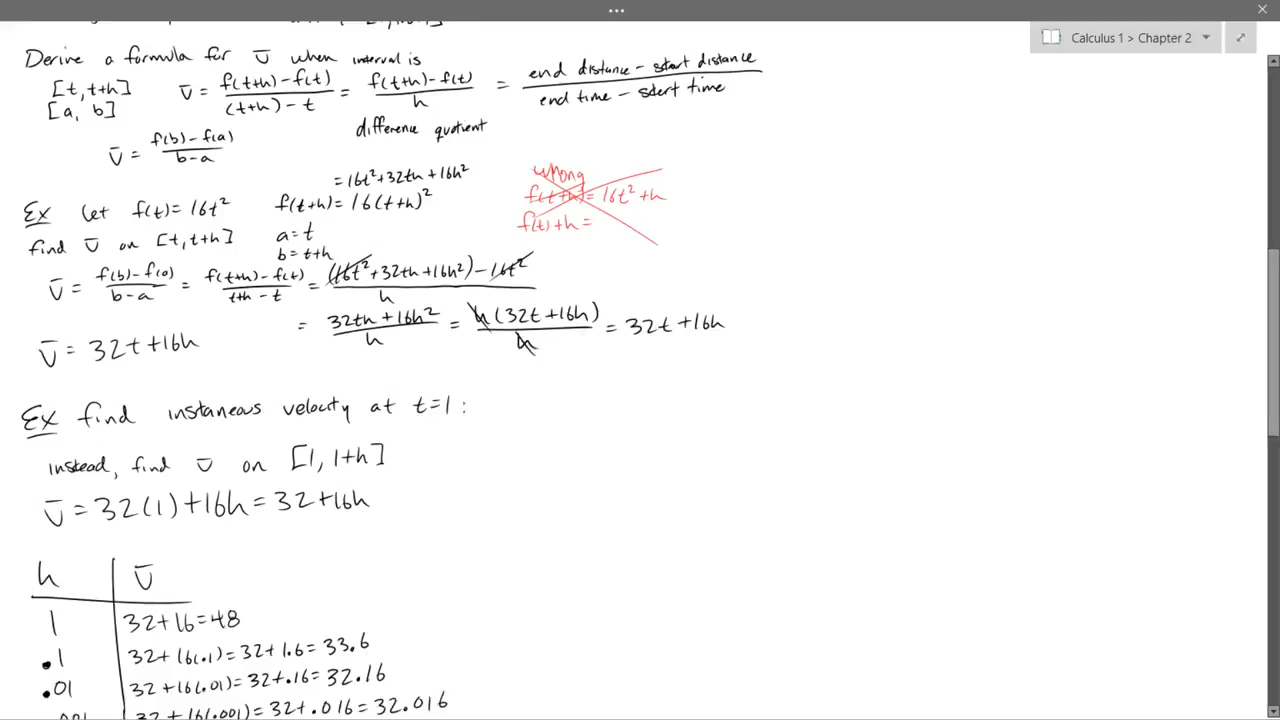 Calculus 1 > Chapter 2
Derive a formula for v̄ when interval is
[t, t+h] v̄ = f(t+h) - f(t) / (t+h) - t = f(t+h) - f(t) / h = end distance - start distance / end time - start time
[a, b]
difference quotient
v̄ = f(b) - f(a) / b - a
= 16t² + 32th + 16h²
wrong
Ex Let f(t) = 16t² f(t+h) = 16(t+h)²
f(t+h) = 16t² + h
f(t) + h =
find v̄ on [t, t+h] a = t
b = t+h
v̄ = f(b) - f(a) / b - a = f(t+h) - f(t) / t+h - t = (16t² + 32th + 16h²) - 16t² / h
= 32th + 16h² / h = h(32t + 16h) / h = 32t + 16h
v̄ = 32t + 16h
Ex find instaneous velocity at t=1:
instead, find v̄ on [1, 1+h]
v̄ = 32(1) + 16h = 32 + 16h
h v̄
1 32 + 16 = 48
.1 32 + 16(.1) = 32 + 1.6 = 33.6
.01 32 + 16(.01) = 32 + .16 = 32.16
.001 32 + 16(.001) = 32 + .016 = 32.016